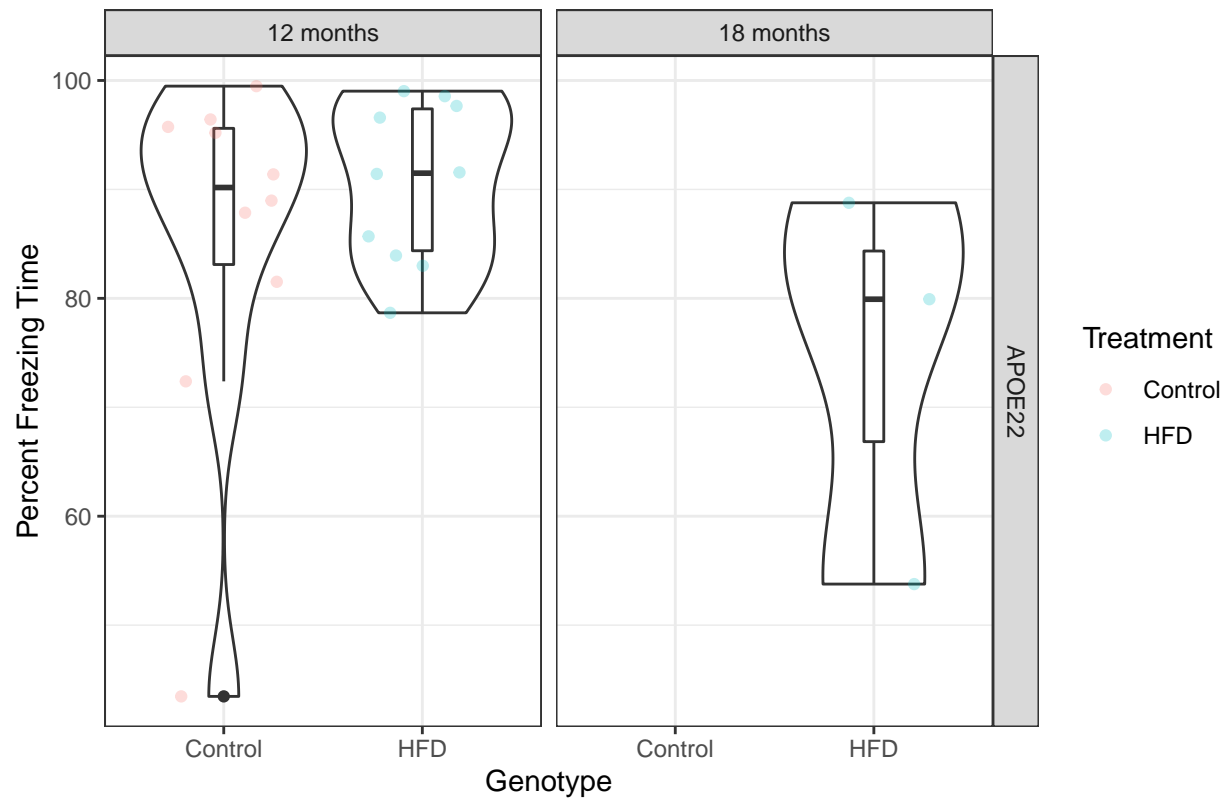 12 months
18 months
100
80
60
Percent Freezing Time
APOE22
Control
HFD
Control
HFD
Genotype
Treatment
Control
HFD